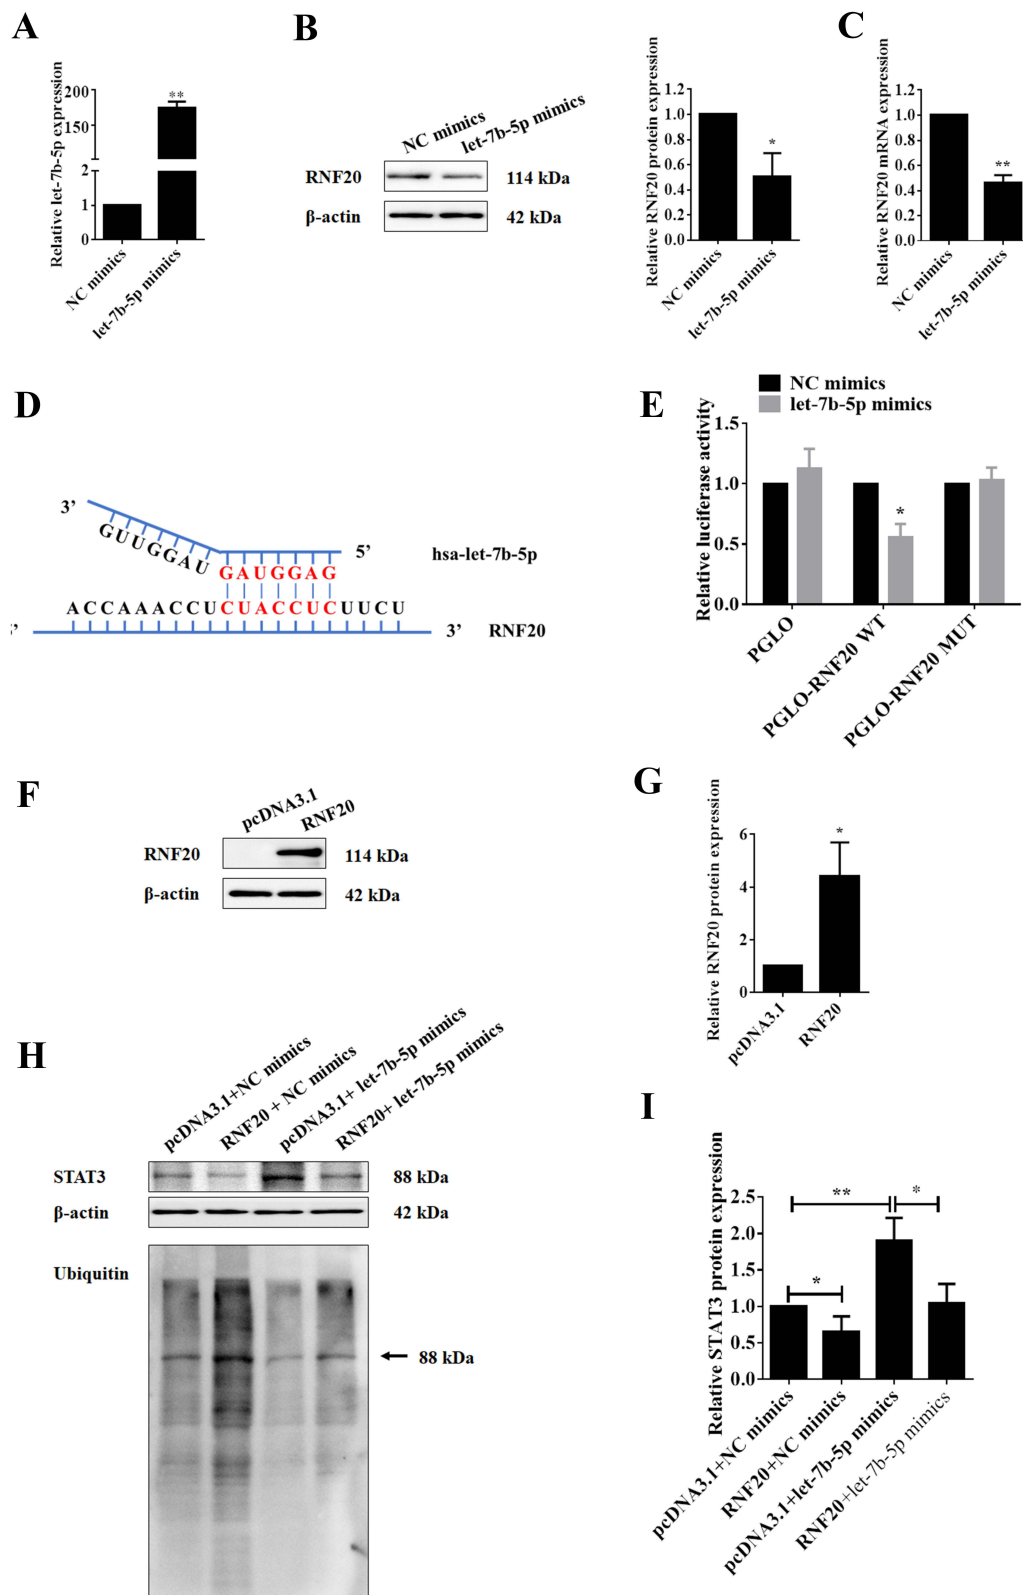 A
Relative let-7b-5p expression
200
150
2
1
0
**
NC mimics
let-7b-5p mimics
B
NC mimics
let-7b-5p mimics
RNF20
114 kDa
β-actin
42 kDa
Relative RNF20 protein expression
1.2
1.0
0.8
0.6
0.4
0.2
0.0
*
NC mimics
let-7b-5p mimics
C
Relative RNF20 mRNA expression
1.2
1.0
0.8
0.6
0.4
0.2
0.0
**
NC mimics
let-7b-5p mimics
D
3’
GUUGGAU
GAUGGAG
5’
hsa-let-7b-5p
ACCAAACCUCUACCUCUUCU
3’
RNF20
E
NC mimics
let-7b-5p mimics
Relative luciferase activity
1.5
1.0
0.5
0.0
*
PGLO
PGLO-RNF20 WT
PGLO-RNF20 MUT
F
pcDNA3.1
RNF20
RNF20
114 kDa
β-actin
42 kDa
G
Relative RNF20 protein expression
6
4
2
0
*
pcDNA3.1
RNF20
H
pcDNA3.1+NC mimics
RNF20 + NC mimics
pcDNA3.1+ let-7b-5p mimics
RNF20+ let-7b-5p mimics
STAT3
88 kDa
β-actin
42 kDa
Ubiquitin
88 kDa
I
Relative STAT3 protein expression
2.5
2.0
1.5
1.0
0.5
0.0
**
*
*
pcDNA3.1+NC mimics
RNF20+NC mimics
pcDNA3.1+let-7b-5p mimics
RNF20+let-7b-5p mimics